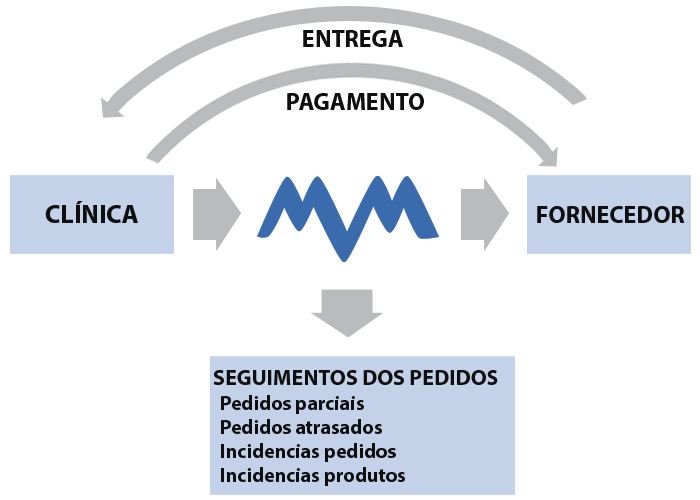 ENTREGA
PAGAMENTO
CLÍNICA
FORNECEDOR
SEGUIMENTOS DOS PEDIDOS
Pedidos parciais
Pedidos atrasados
Incidencias pedidos
Incidencias produtos